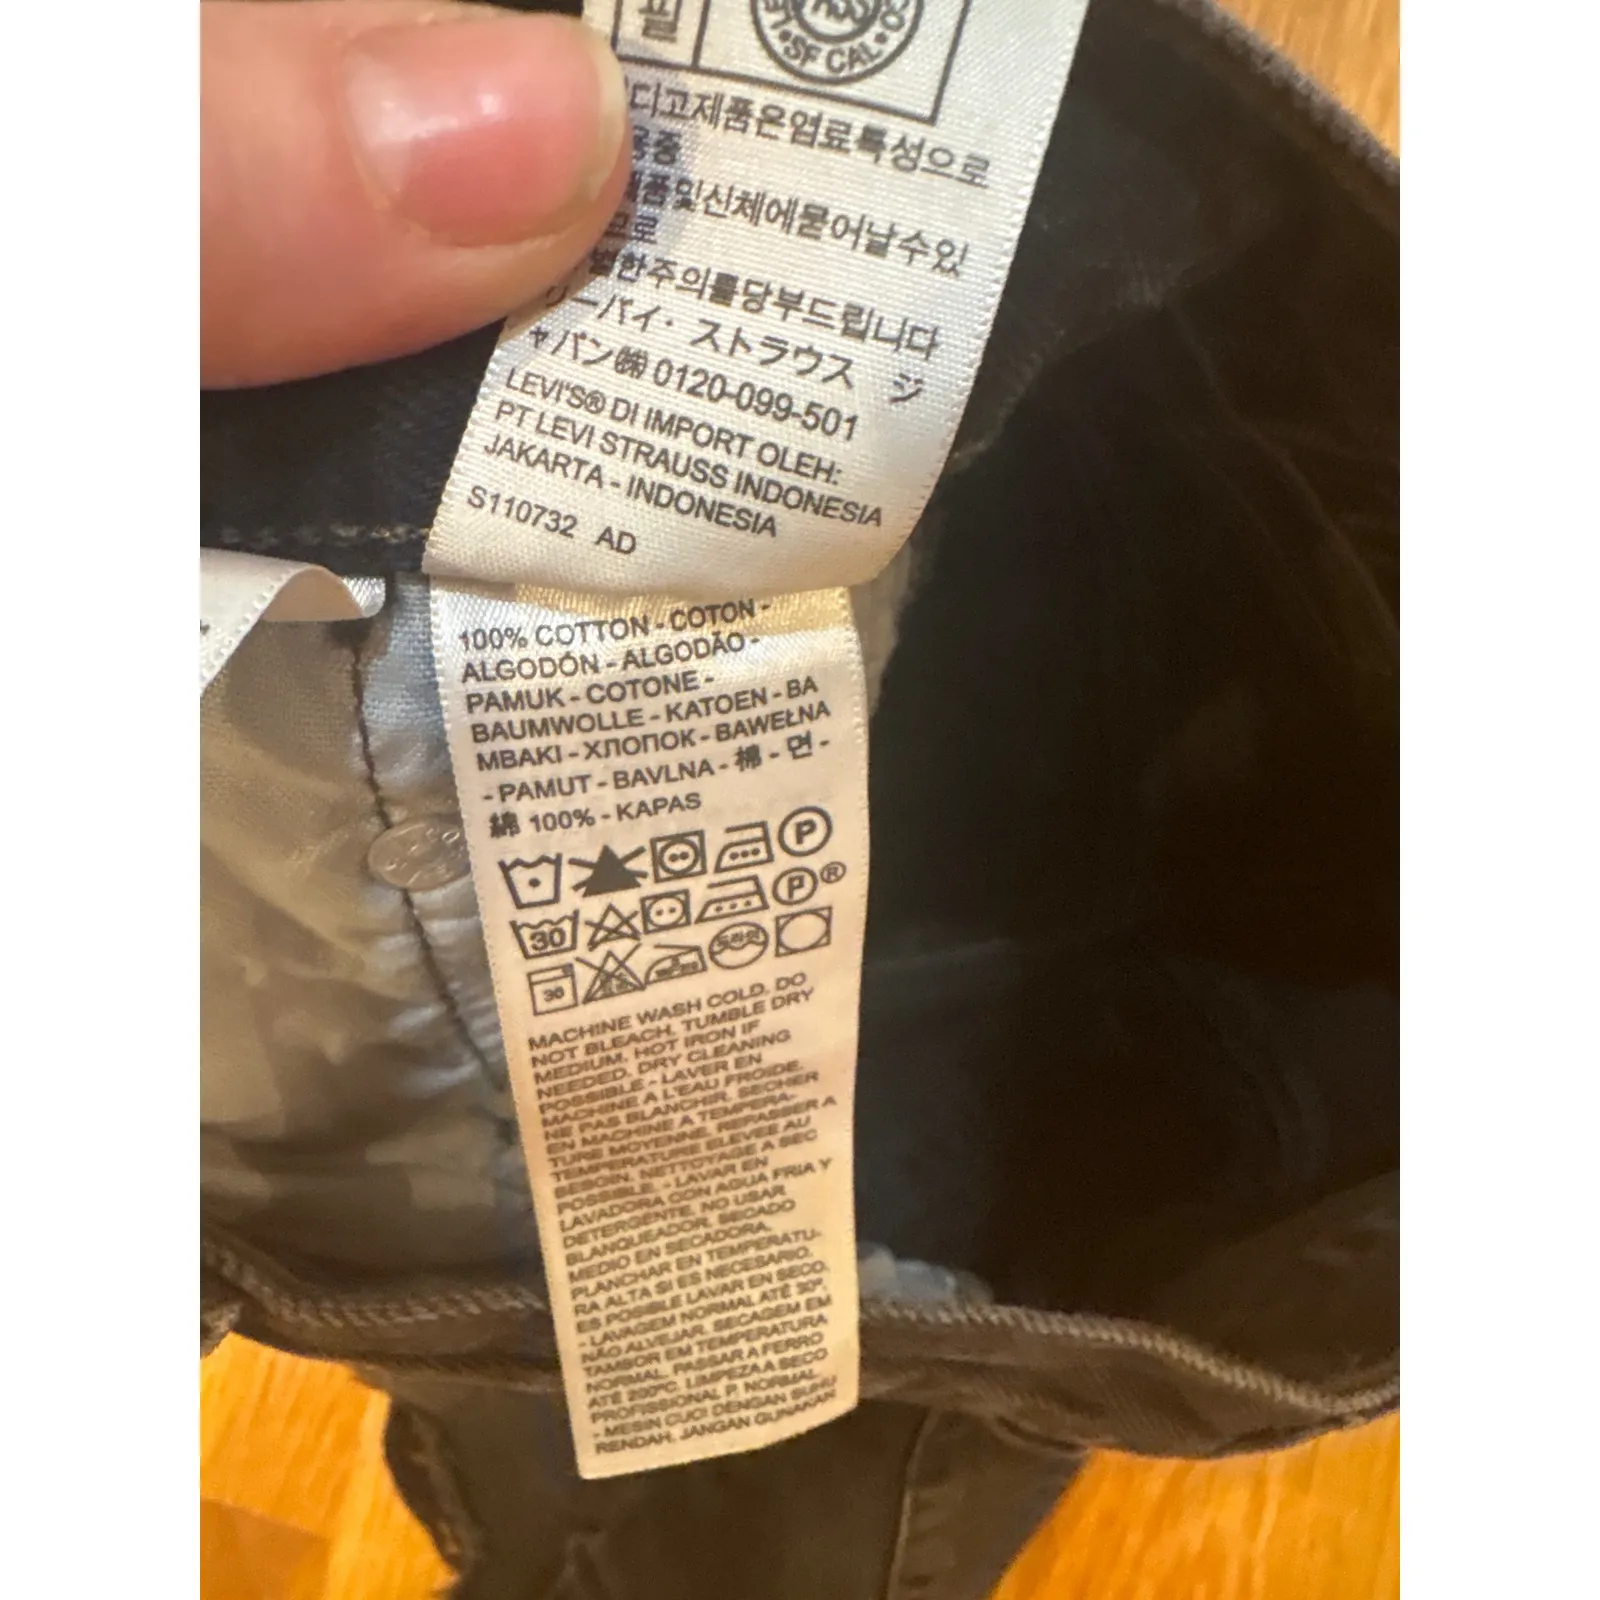 SF CAL
디고제품은염료특성으로
용중
제품및신체에묻어날수있
므로
별한주의를당부드립니다
リーバイ・ストラウス ジ
ャパン㈱ 0120-099-501
LEVI'S® DI IMPORT OLEH:
PT LEVI STRAUSS INDONESIA
JAKARTA - INDONESIA
S110732 AD
100% COTTON - COTON -
ALGODÓN - ALGODÃO -
PAMUK - COTONE -
BAUMWOLLE - KATOEN - BA
MBAKI - ХЛОПОК - BAWEŁNA
- PAMUT - BAVLNA - 棉 - 면 -
綿 100% - KAPAS
P
30
P ®
30 드라이
MACHINE WASH COLD, DO
NOT BLEACH, TUMBLE DRY
MEDIUM, HOT IRON IF
NEEDED, DRY CLEANING
POSSIBLE - LAVER EN
MACHINE A L'EAU FROIDE,
NE PAS BLANCHIR, SECHER
EN MACHINE A TEMPERA-
TURE MOYENNE, REPASSER A
TEMPERATURE ELEVEE AU
BESOIN, NETTOYAGE A SEC
POSSIBLE. - LAVAR EN
LAVADORA CON AGUA FRIA Y
DETERGENTE, NO USAR
BLANQUEADOR, SECADO
MEDIO EN SECADORA,
PLANCHAR EN TEMPERATU-
RA ALTA SI ES NECESARIO,
ES POSIBLE LAVAR EN SECO.
- LAVAGEM NORMAL ATÉ 30º,
NÃO ALVEJAR, SECAGEM EM
TAMBOR EM TEMPERATURA
NORMAL, PASSAR A FERRO
ATÉ 200ºC, LIMPEZA A SECO
PROFISSIONAL P, NORMAL
- MESIN CUCI DENGAN SUHU
RENDAH, JANGAN GUNAKAN